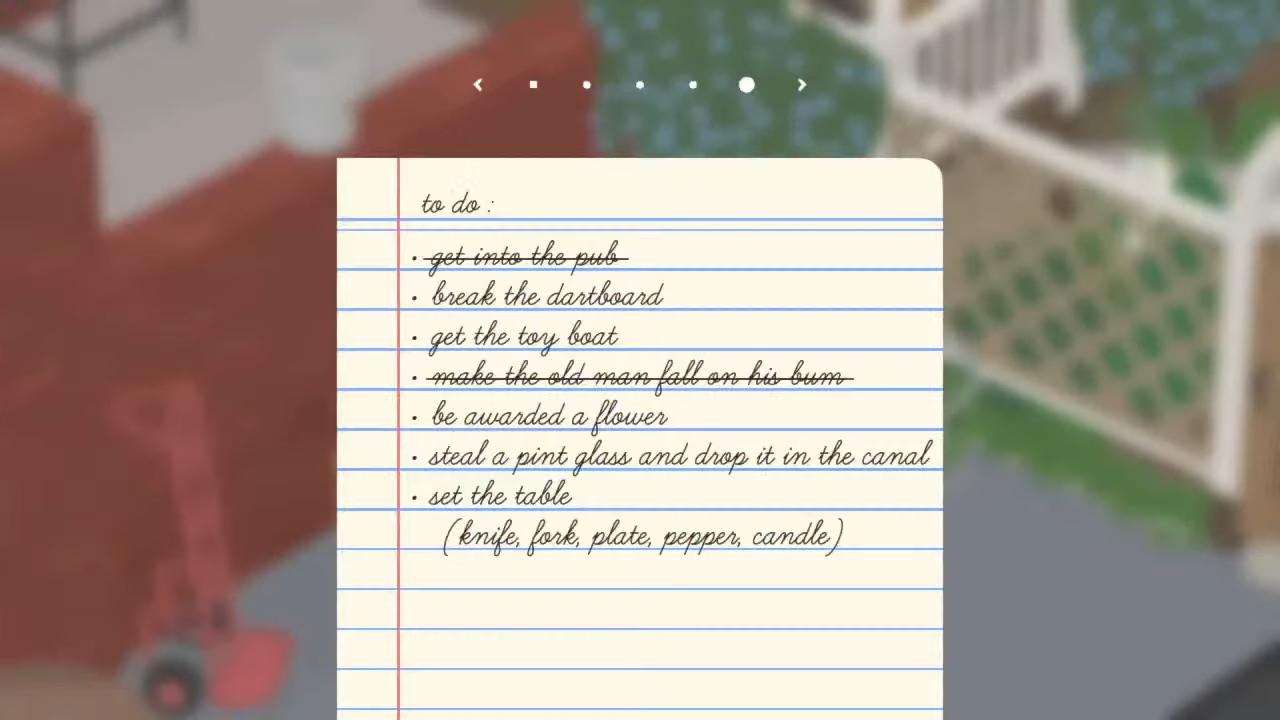 to do :
• get into the pub
• break the dartboard
• get the toy boat
• make the old man fall on his bum
• be awarded a flower
• steal a pint glass and drop it in the canal
• set the table
(knife, fork, plate, pepper, candle)